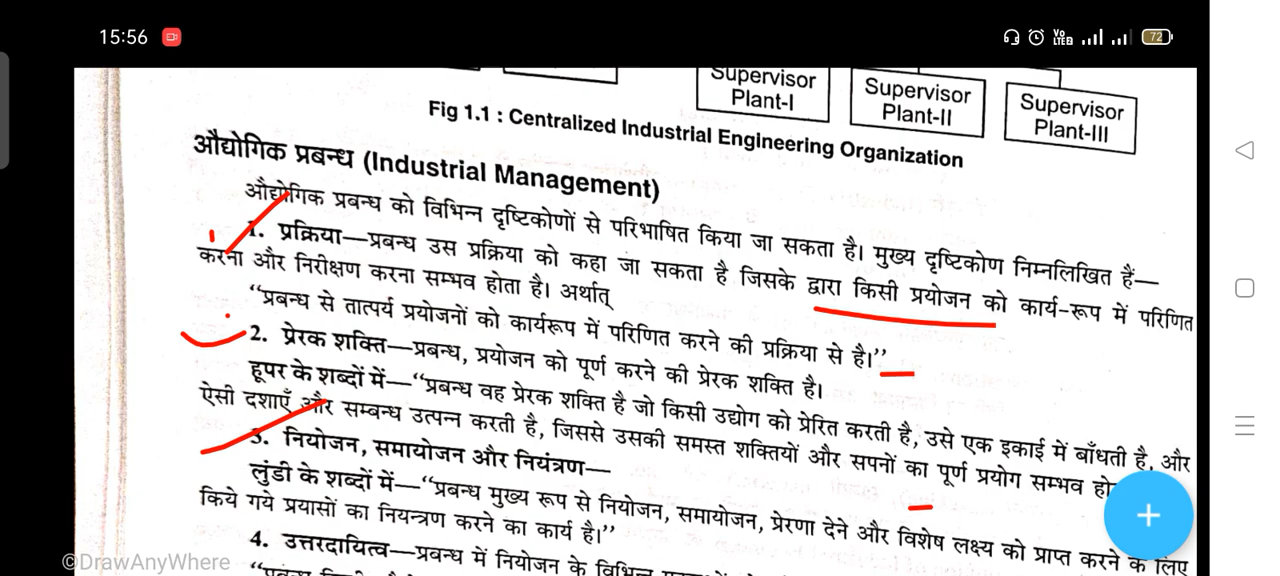 15:56
72
Supervisor
Plant-I
Supervisor
Plant-II
Supervisor
Plant-III
Fig 1.1 : Centralized Industrial Engineering Organization
औद्योगिक प्रबन्ध (Industrial Management)
औद्योगिक प्रबन्ध को विभिन्न दृष्टिकोणों से परिभाषित किया जा सकता है। मुख्य दृष्टिकोण निम्नलिखित हैं—
1. प्रक्रिया—प्रबन्ध उस प्रक्रिया को कहा जा सकता है जिसके द्वारा किसी प्रयोजन को कार्य-रूप में परिणित
करना और निरीक्षण करना सम्भव होता है। अर्थात्
“प्रबन्ध से तात्पर्य प्रयोजनों को कार्यरूप में परिणित करने की प्रक्रिया से है।”
2. प्रेरक शक्ति—प्रबन्ध, प्रयोजन को पूर्ण करने की प्रेरक शक्ति है।
हूपर के शब्दों में—“प्रबन्ध वह प्रेरक शक्ति है जो किसी उद्योग को प्रेरित करती है, उसे एक इकाई में बाँधती है, और
ऐसी दशाएँ और सम्बन्ध उत्पन्न करती है, जिससे उसकी समस्त शक्तियों और सपनों का पूर्ण प्रयोग सम्भव
3. नियोजन, समायोजन और नियंत्रण—
लुंडी के शब्दों में—“प्रबन्ध मुख्य रूप से नियोजन, समायोजन, प्रेरणा देने और विशेष लक्ष्य को प्राप्त करने के लिए
किये गये प्रयासों का नियन्त्रण करने का कार्य है।”
4. उत्तरदायित्व—प्रबन्ध में नियोजन के विभिन्न
©DrawAnyWhere